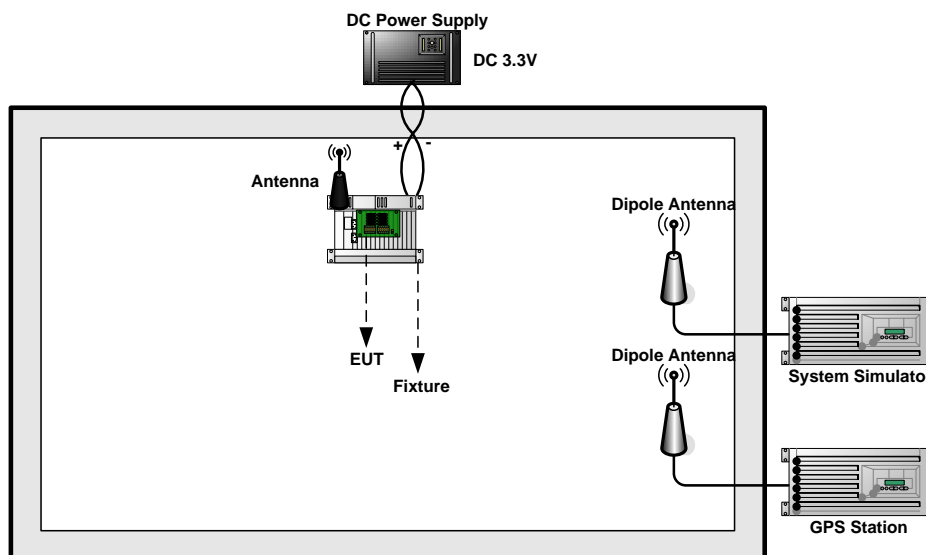 DC Power Supply
DC 3.3V
+ -
Antenna
Dipole Antenna
EUT
Dipole Antenna
Fixture
System Simulato
GPS Station